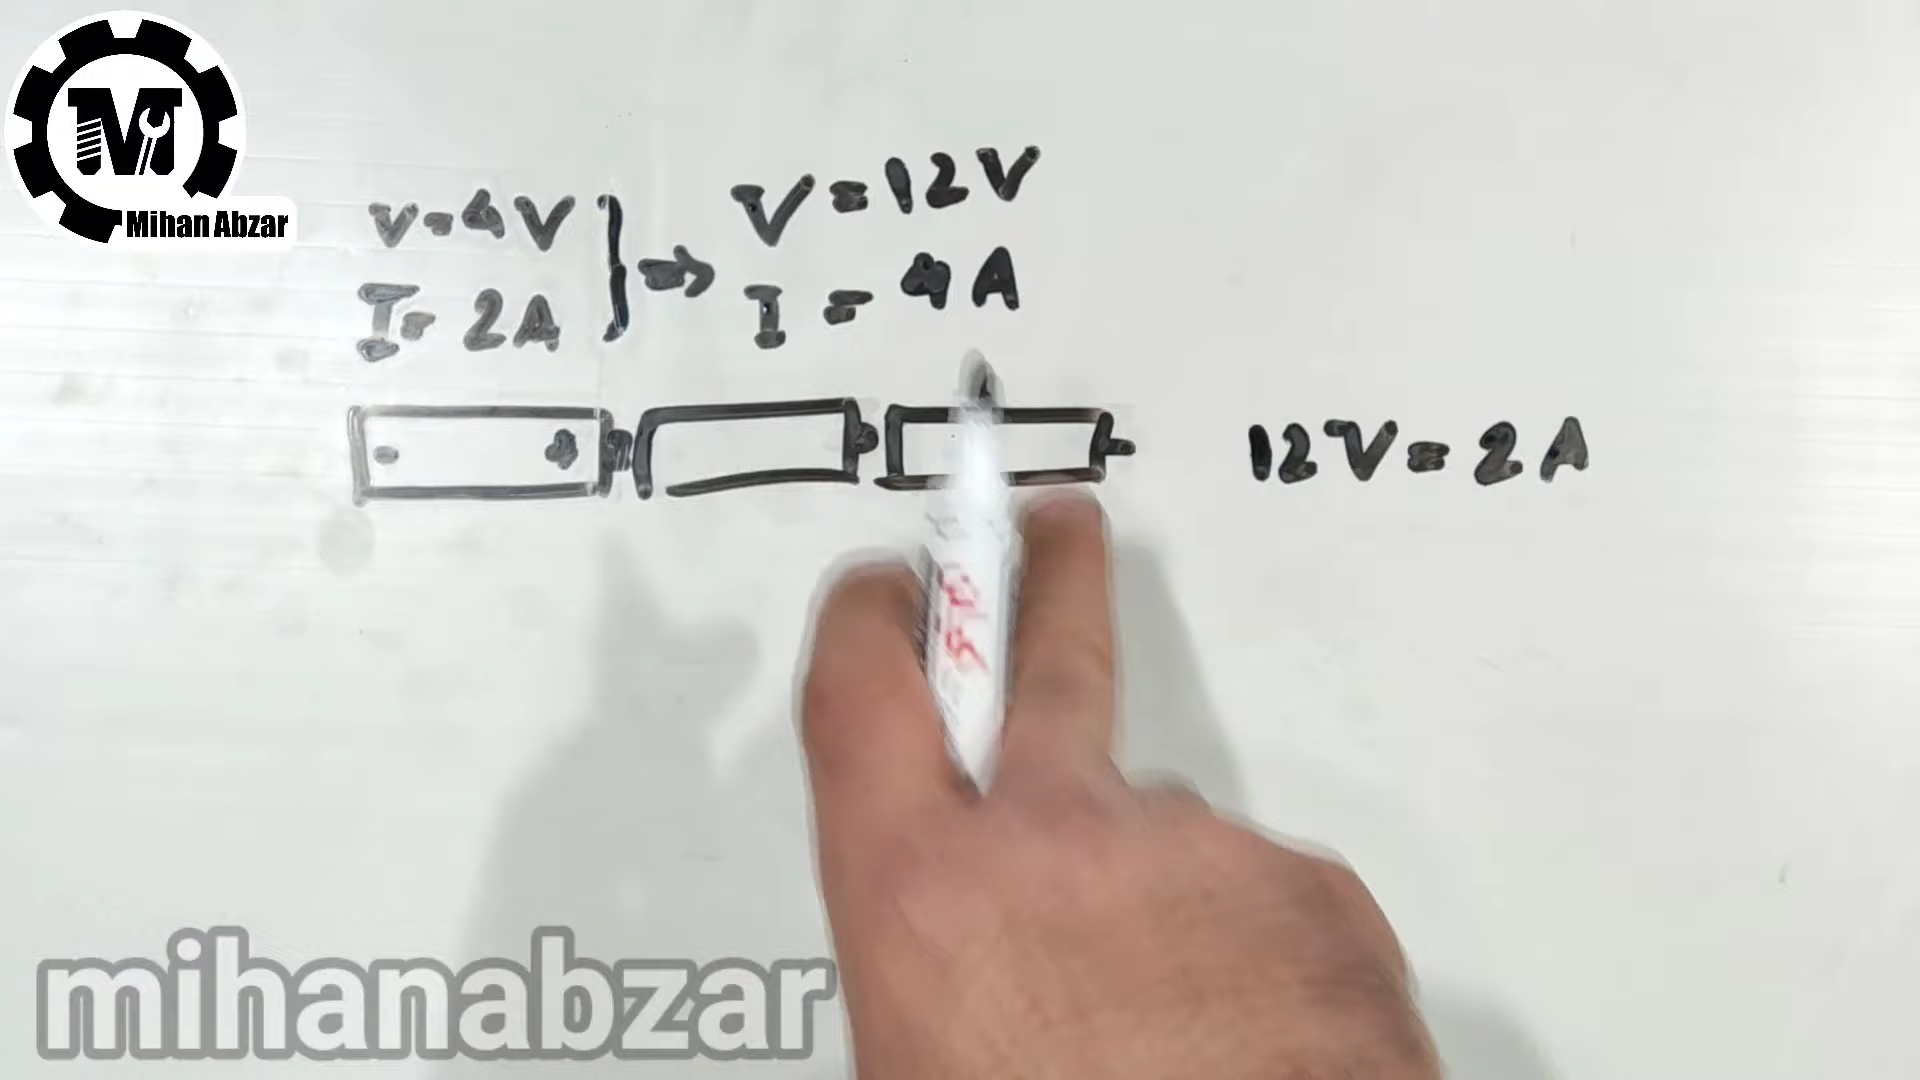 M
Mihan Abzar
V=4V
I=2A
V=12V
I=4A
- +
12V=2A
mihanabzar